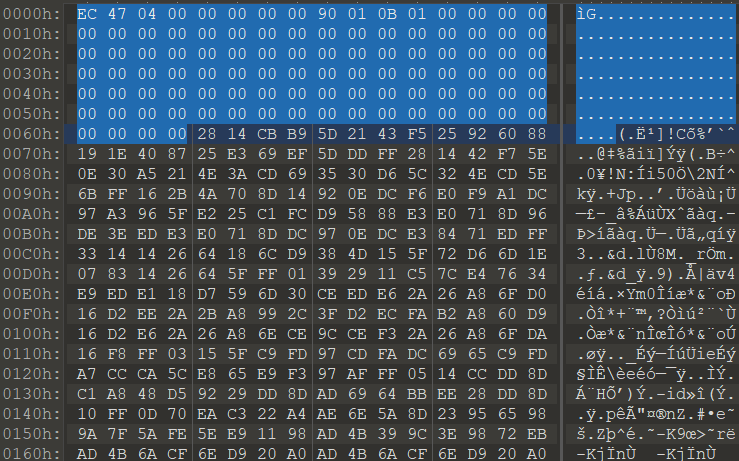 0000h: EC 47 04 00 00 00 00 00 90 01 0B 01 00 00 00 00 ìG..............
0010h: 00 00 00 00 00 00 00 00 00 00 00 00 00 00 00 00 ................
0020h: 00 00 00 00 00 00 00 00 00 00 00 00 00 00 00 00 ................
0030h: 00 00 00 00 00 00 00 00 00 00 00 00 00 00 00 00 ................
0040h: 00 00 00 00 00 00 00 00 00 00 00 00 00 00 00 00 ................
0050h: 00 00 00 00 00 00 00 00 00 00 00 00 00 00 00 00 ................
0060h: 00 00 00 00 28 14 CB B9 5D 21 43 F5 25 92 60 88 ....(.Ë¹]!Cõ%’`ˆ
0070h: 19 1E 40 87 25 E3 69 EF 5D DD FF 28 14 42 F7 5E ..@‡%ãiï]Ýÿ(.B÷^
0080h: 0E 30 A5 21 4E 03 ED CD 69 35 30 D6 5C 32 4E CD 5E
0090h: 6B FF 16 2B 4A 70 8D 14 92 0E DC F6 E0 F9 A1 DC kÿ.+Jp..’.Üöàù¡Ü
00A0h: 97 A3 96 5F E2 25 C1 FC D9 58 88 E3 E0 71 8D 96 —£–_â%ÁüÙXˆãàq.–
00B0h: DE 3E ED E3 E0 71 8D DC 97 0E DC E3 84 71 ED FF Þ>íãàq.Ü—.Üã„qíÿ
00C0h: 33 14 14 26 64 18 6C D9 38 4D 15 5F 72 D6 6D 1E
00D0h: 07 83 14 26 64 5F FF 01 39 29 11 C5 7C E4 76 34 .ƒ.&d_ÿ.9).Å|äv4
00E0h: E9 ED E1 18 D7 59 6D 30 CE ED E6 2A 26 A8 6F D0 éíá.×Ym0Îíæ*&¨oÐ
00F0h: 16 D2 EE 2A 2B A8 99 2C 3F D2 EC FA B2 A8 60 D9 .Òî*+¨™,?Òìú²¨`Ù
0100h: 16 D2 E6 2A 26 A8 6E CE 9C CE F3 2A 26 A8 6F DA .Òæ*&¨nÎœÎó*&¨oÚ
0110h: 16 F8 FF 03 15 5F C9 FD 97 CD FA DC 69 65 C9 FD .øÿ.._Éý—ÍúÜieÉý
0120h: A7 CC CA 5C E8 65 E9 F3 97 AF FF 05 14 CC DD 8D
0130h: C1 A8 48 D5 92 29 DD 8D AD 69 64 BB EE 28 DD 8D
0140h: 10 FF 0D 70 EA C3 22 A4 AE 6E 5A 8D 23 95 65 98 .ÿ.pêÃ"¤®nZ.#•e˜
0150h: 9A 7F 5A FE 5E E9 11 98 AD 4B 39 9C 3E 98 72 EB
0160h: AD 4B 6A CF 6E D9 20 A0 AD 4B 6A CF 6E D9 20 A0